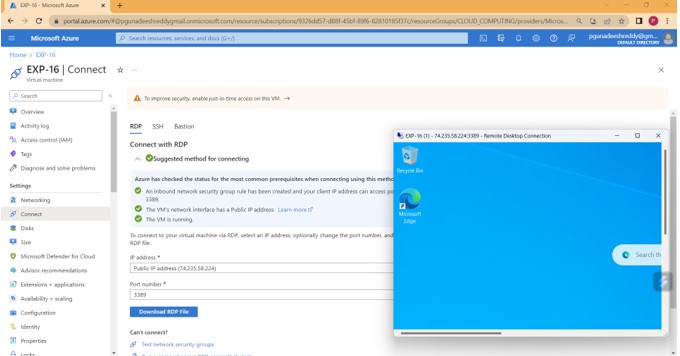 EXP-16 - Microsoft Azure
portal.azure.com/#@pgunadeeshreddygmail.onmicrosoft.com/resource/subscriptions/9326dd57-d88f-45bf-89f6-82810185f37c/resourceGroups/CLOUD_COMPUTING/providers/Micros...
Microsoft Azure
Search resources, services, and docs (G+/)
pgunadeeshreddy@gm...
DEFAULT DIRECTORY
Home > EXP-16
EXP-16 | Connect
Virtual machine
Search
Overview
Activity log
Access control (IAM)
Tags
Diagnose and solve problems
Settings
Networking
Connect
Disks
Size
Microsoft Defender for Cloud
Advisor recommendations
Extensions + applications
Availability + scaling
Configuration
Identity
Properties
Locks
To improve security, enable just-in-time access on this VM. →
RDP SSH Bastion
Connect with RDP
Suggested method for connecting
Azure has checked the status for the most common prerequisites when connecting using this metho
An inbound network security group rule has been created and your client IP address can access po
3389.
The VM's network interface has a Public IP address. Learn more
The VM is running.
To connect to your virtual machine via RDP, select an IP address, optionally change the port number, and
RDP file.
IP address *
Public IP address (74.235.58.224)
Port number *
3389
Download RDP File
Can't connect?
Test network security groups
EXP-16 (1) - 74.235.58.224:3389 - Remote Desktop Connection
Recycle Bin
Microsoft
Edge
Search th